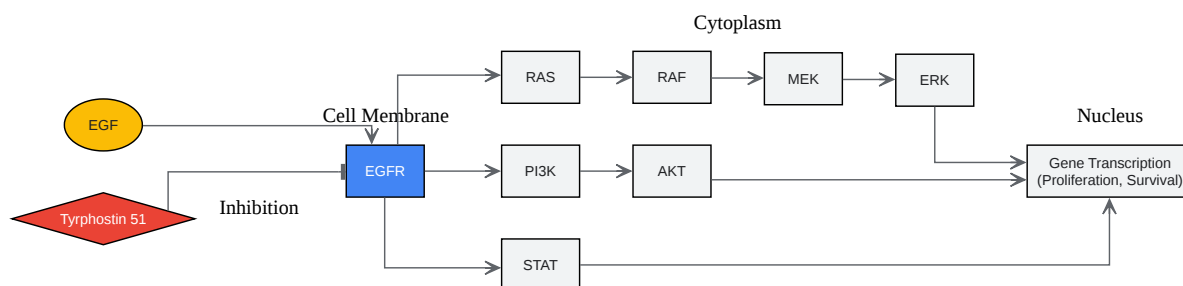 Cytoplasm
RAS
RAF
MEK
ERK
EGF
Cell Membrane
Nucleus
EGFR
PI3K
AKT
Gene Transcription
(Proliferation, Survival)
Tyrphostin 51
Inhibition
STAT